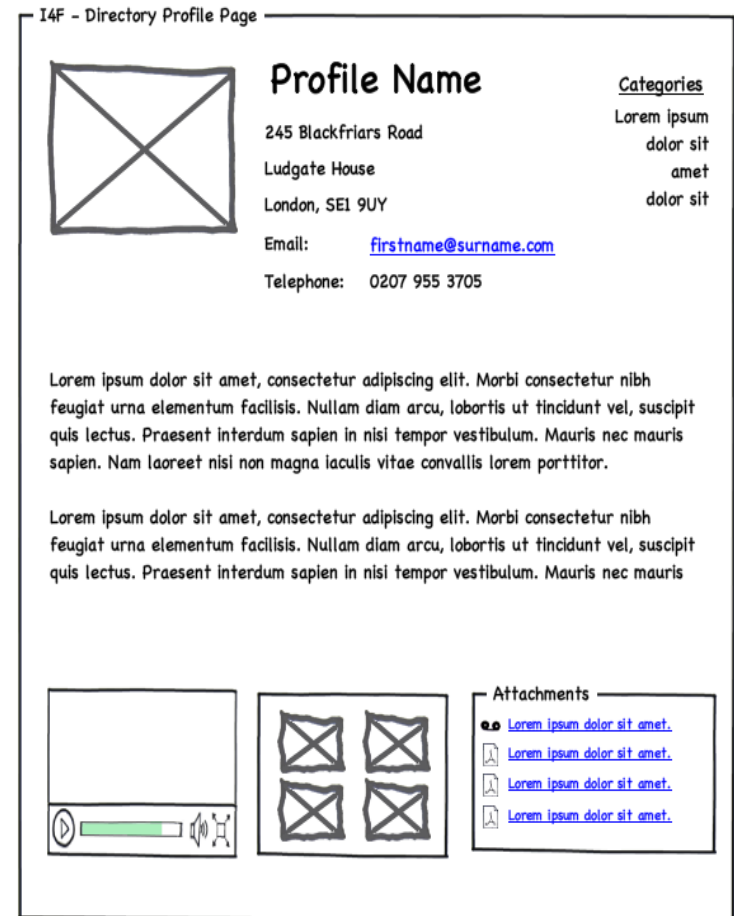 I4F - Directory Profile Page
Profile Name
245 Blackfriars Road
Ludgate House
London, SE1 9UY
Email: firstname@surname.com
Telephone: 0207 955 3705
Categories
Lorem ipsum
dolor sit
amet
dolor sit
Lorem ipsum dolor sit amet, consectetur adipiscing elit. Morbi consectetur nibh
feugiat urna elementum facilisis. Nullam diam arcu, lobortis ut tincidunt vel, suscipit
quis lectus. Praesent interdum sapien in nisi tempor vestibulum. Mauris nec mauris
sapien. Nam laoreet nisi non magna iaculis vitae convallis lorem porttitor.
Lorem ipsum dolor sit amet, consectetur adipiscing elit. Morbi consectetur nibh
feugiat urna elementum facilisis. Nullam diam arcu, lobortis ut tincidunt vel, suscipit
quis lectus. Praesent interdum sapien in nisi tempor vestibulum. Mauris nec mauris
Attachments
Lorem ipsum dolor sit amet.
Lorem ipsum dolor sit amet.
Lorem ipsum dolor sit amet.
Lorem ipsum dolor sit amet.